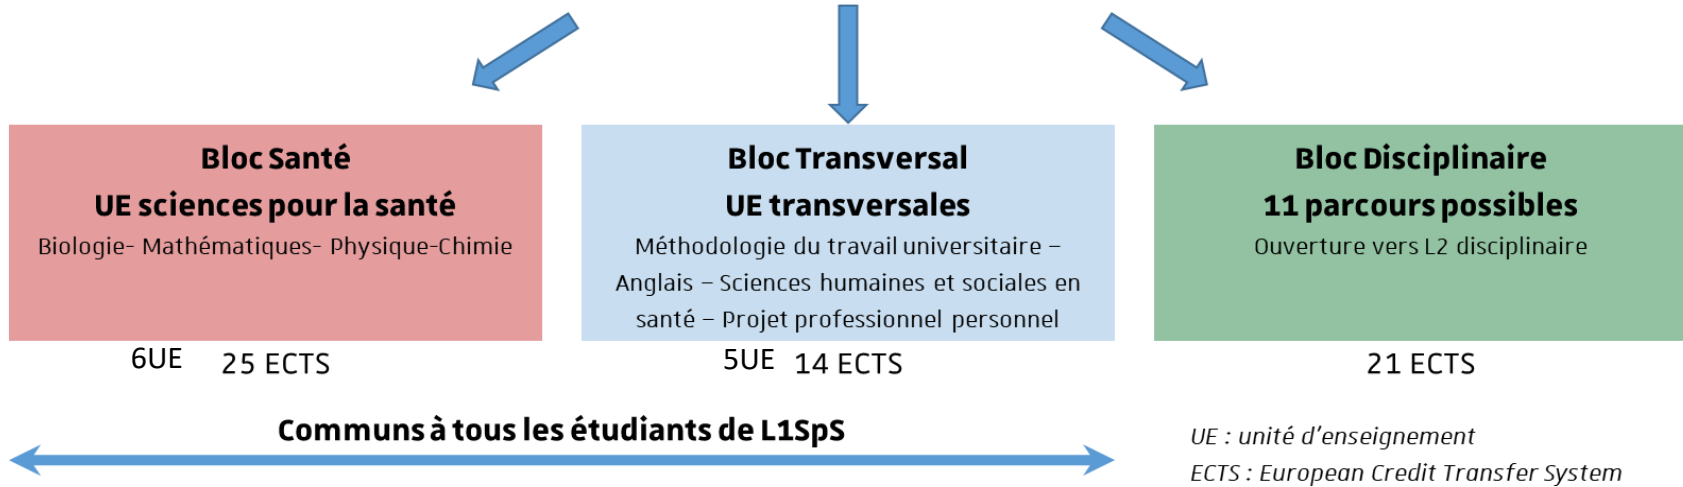 Bloc Santé
UE sciences pour la santé
Biologie- Mathématiques- Physique-Chimie
6UE 25 ECTS
Bloc Transversal
UE transversales
Méthodologie du travail universitaire –
Anglais – Sciences humaines et sociales en
santé – Projet professionnel personnel
5UE 14 ECTS
Bloc Disciplinaire
11 parcours possibles
Ouverture vers L2 disciplinaire
21 ECTS
Communs à tous les étudiants de L1SpS
UE : unité d'enseignement
ECTS : European Credit Transfer System